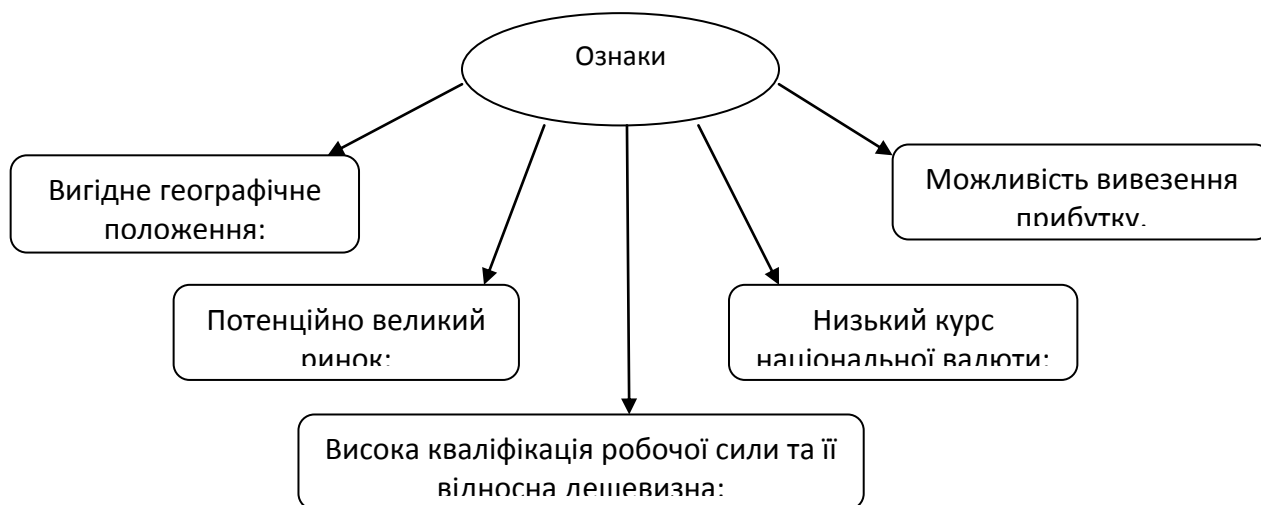 Ознаки
Вигідне географічне
положення:
Можливість вивезення
прибутку.
Потенційно великий
ринок:
Низький курс
національної валюти:
Висока кваліфікація робочої сили та її
відносна дешевизна: